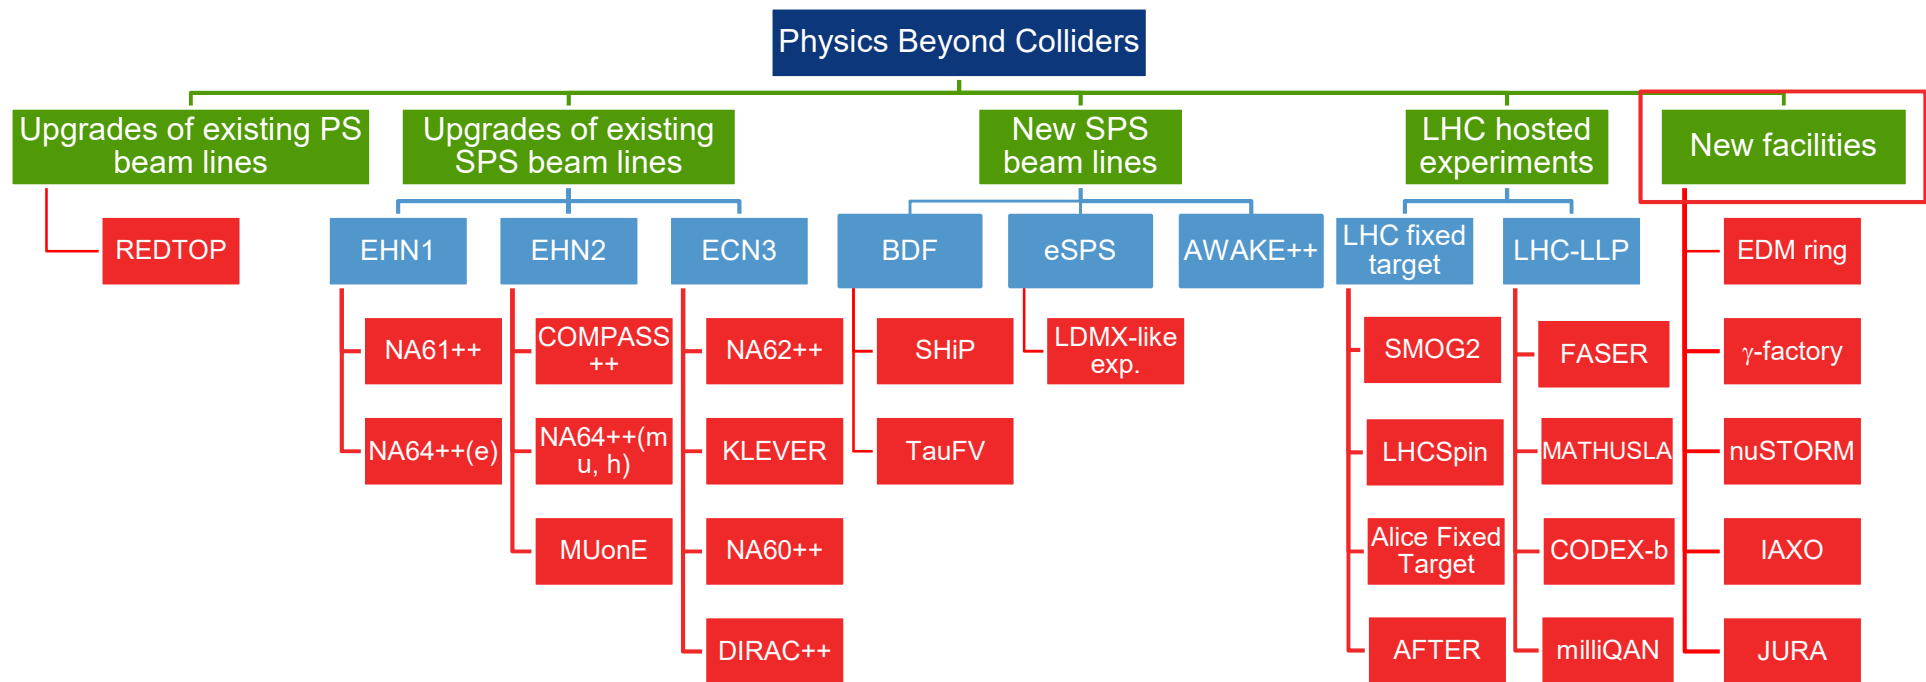 Physics Beyond Colliders
Upgrades of existing PS
beam lines
Upgrades of existing
SPS beam lines
New SPS
beam lines
LHC hosted
experiments
New facilities
REDTOP
EHN1
EHN2
ECN3
BDF
eSPS
AWAKE++
LHC fixed
target
LHC-LLP
EDM ring
NA61++
COMPASS
++
NA62++
SHiP
LDMX-like
exp.
SMOG2
FASER
γ-factory
NA64++(e)
NA64++(m
u, h)
KLEVER
TauFV
LHCSpin
MATHUSLA
nuSTORM
MUonE
NA60++
Alice Fixed
Target
CODEX-b
IAXO
DIRAC++
AFTER
milliQAN
JURA